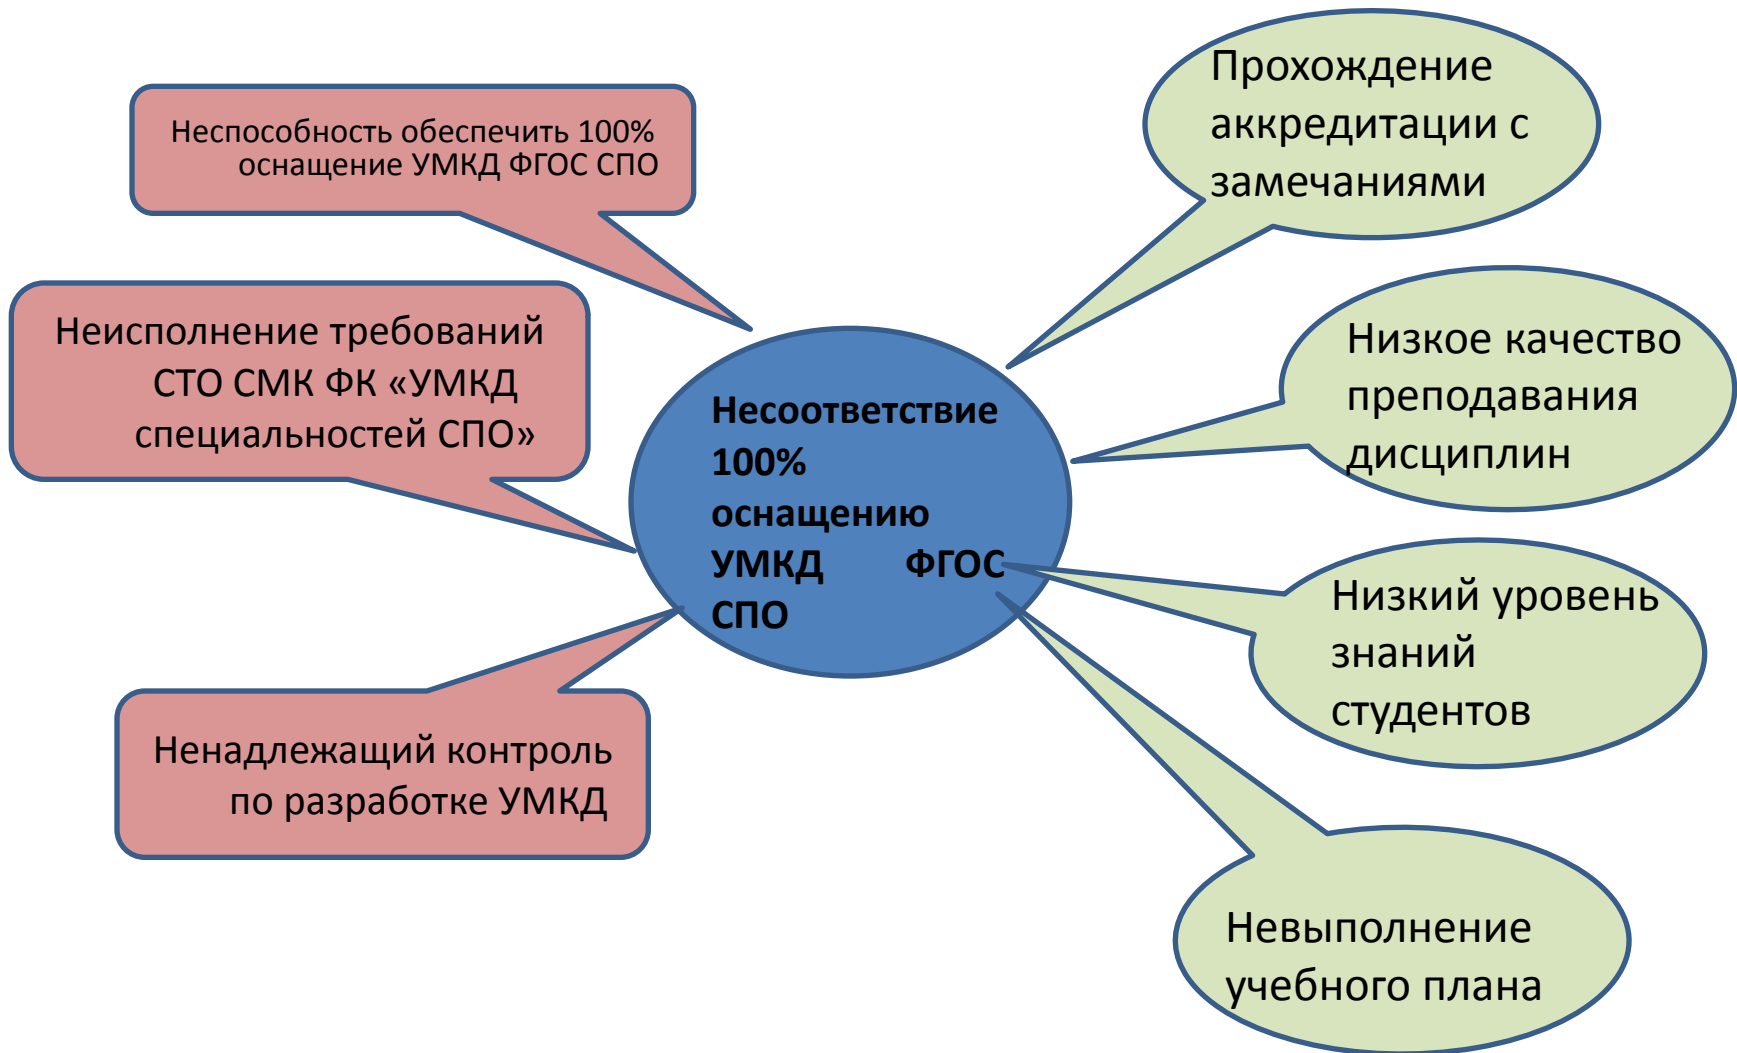 Неспособность обеспечить 100%
оснащение УМКД ФГОС СПО
Неисполнение требований
СТО СМК ФК «УМКД
специальностей СПО»
Ненадлежащий контроль
по разработке УМКД
Несоответствие
100%
оснащению
УМКД ФГОС
СПО
Прохождение
аккредитации с
замечаниями
Низкое качество
преподавания
дисциплин
Низкий уровень
знаний
студентов
Невыполнение
учебного плана